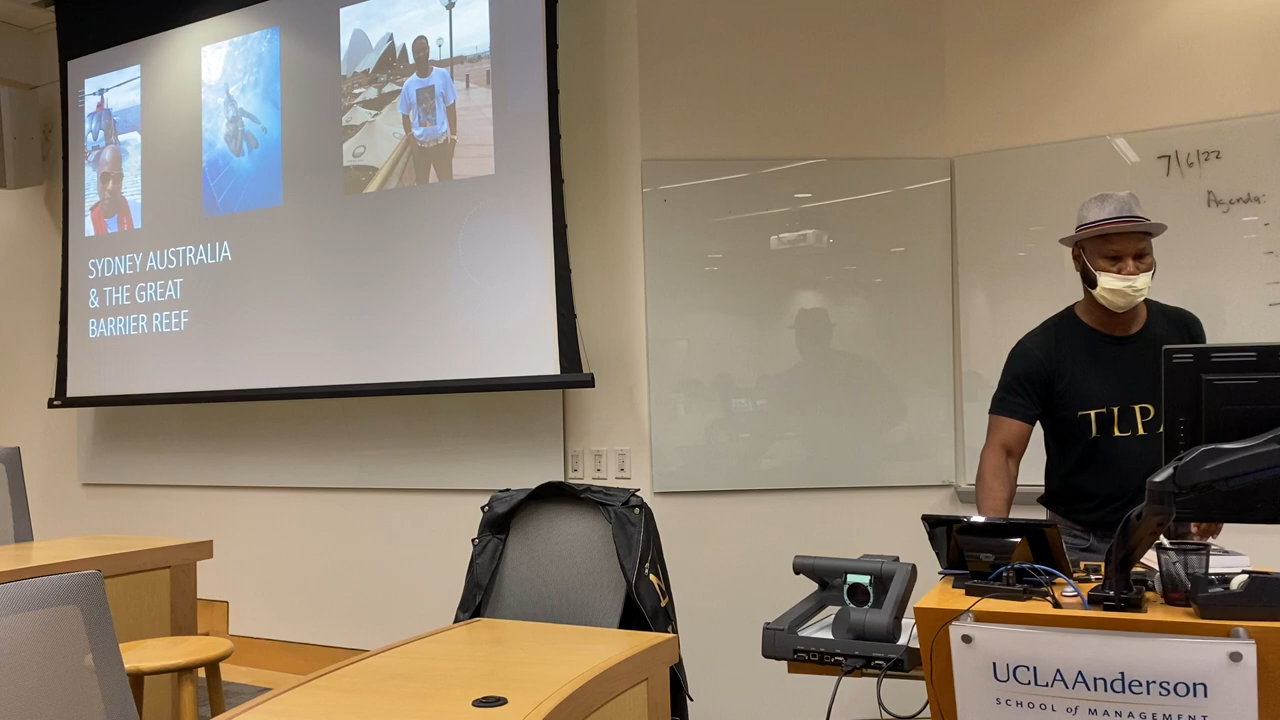 SYDNEY AUSTRALIA
& THE GREAT
BARRIER REEF
7/6/22
Agenda:
TLP
UCLAAnderson
SCHOOL of MANAGEMENT